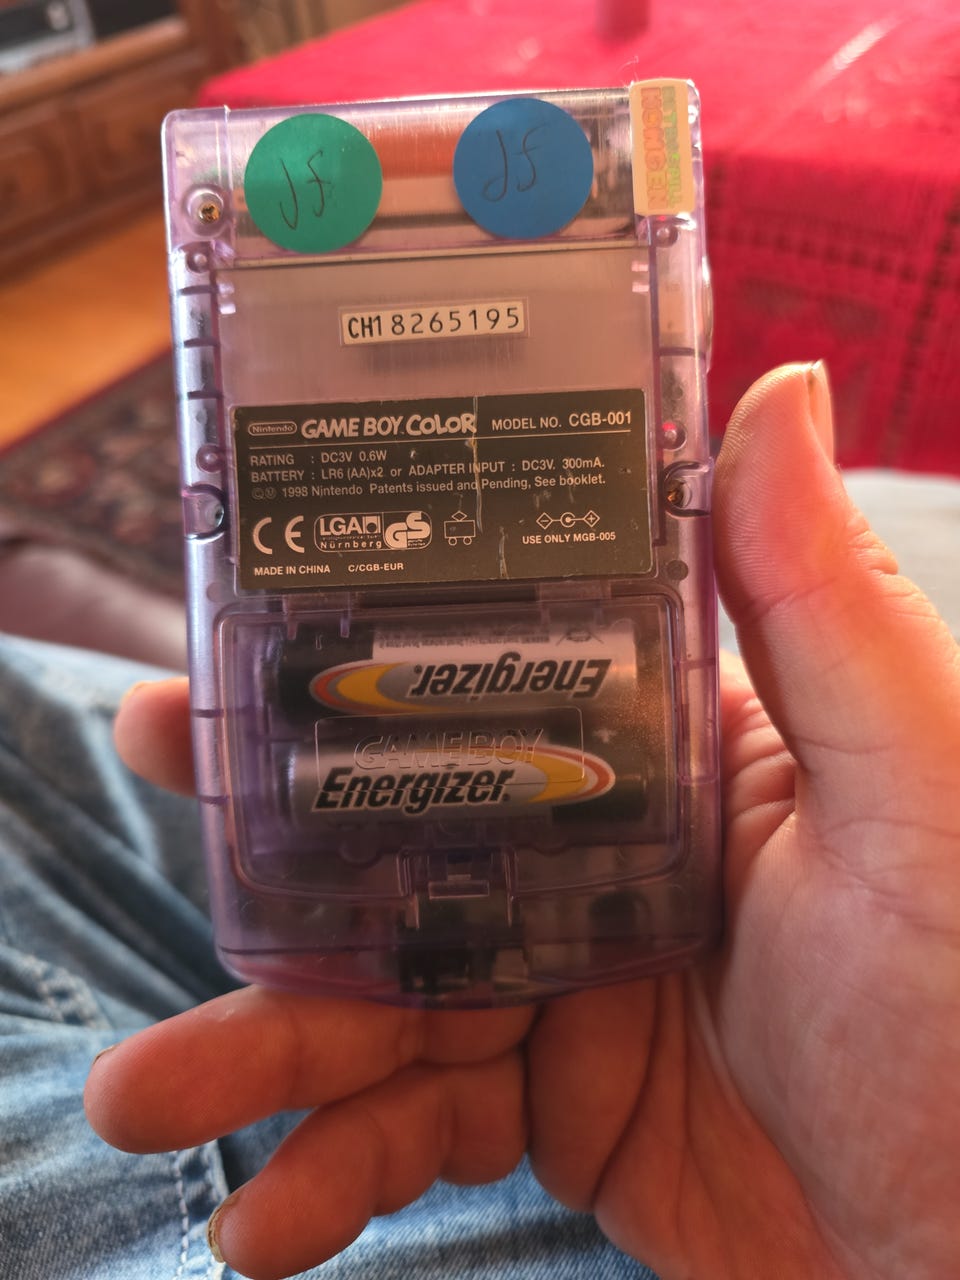 Jf
Jf
CH18265195
Nintendo GAME BOY COLOR MODEL NO. CGB-001
RATING : DC3V 0.6W
BATTERY : LR6 (AA)x2 or ADAPTER INPUT : DC3V. 300mA.
©Ⓜ 1998 Nintendo Patents issued and Pending, See booklet.
CE LGA Nürnberg GS
USE ONLY MGB-005
MADE IN CHINA C/CGB-EUR
Energizer.
GAME BOY
Energizer.